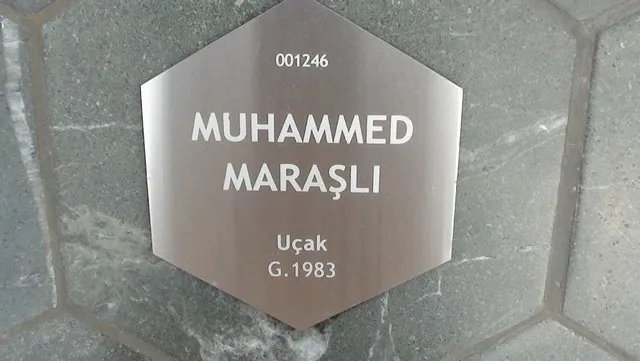 001246
MUHAMMED
MARAŞLI
Uçak
G.1983